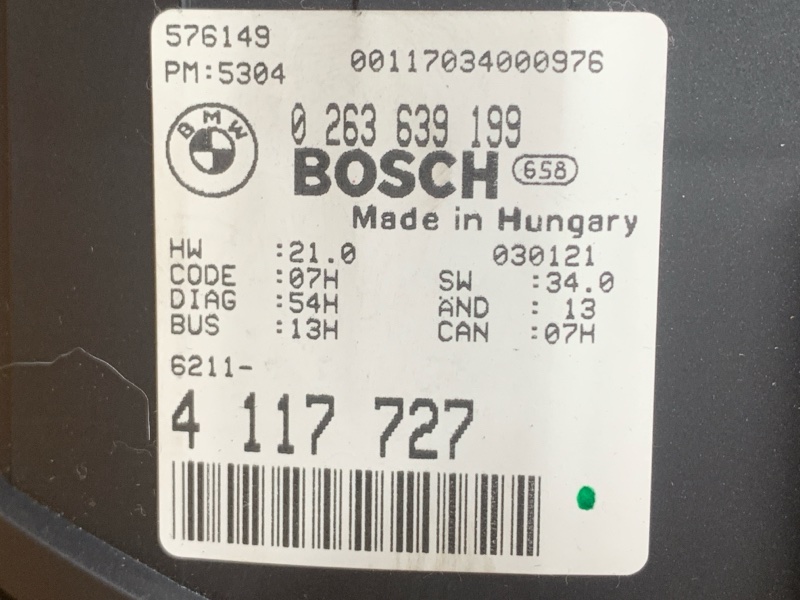 576149
PM:5304 00117034000976
BMW
0 263 639 199
BOSCH 658
Made in Hungary
HW :21.0 030121
CODE :07H SW :34.0
DIAG :54H ÄND : 13
BUS :13H CAN :07H
6211-
4 117 727